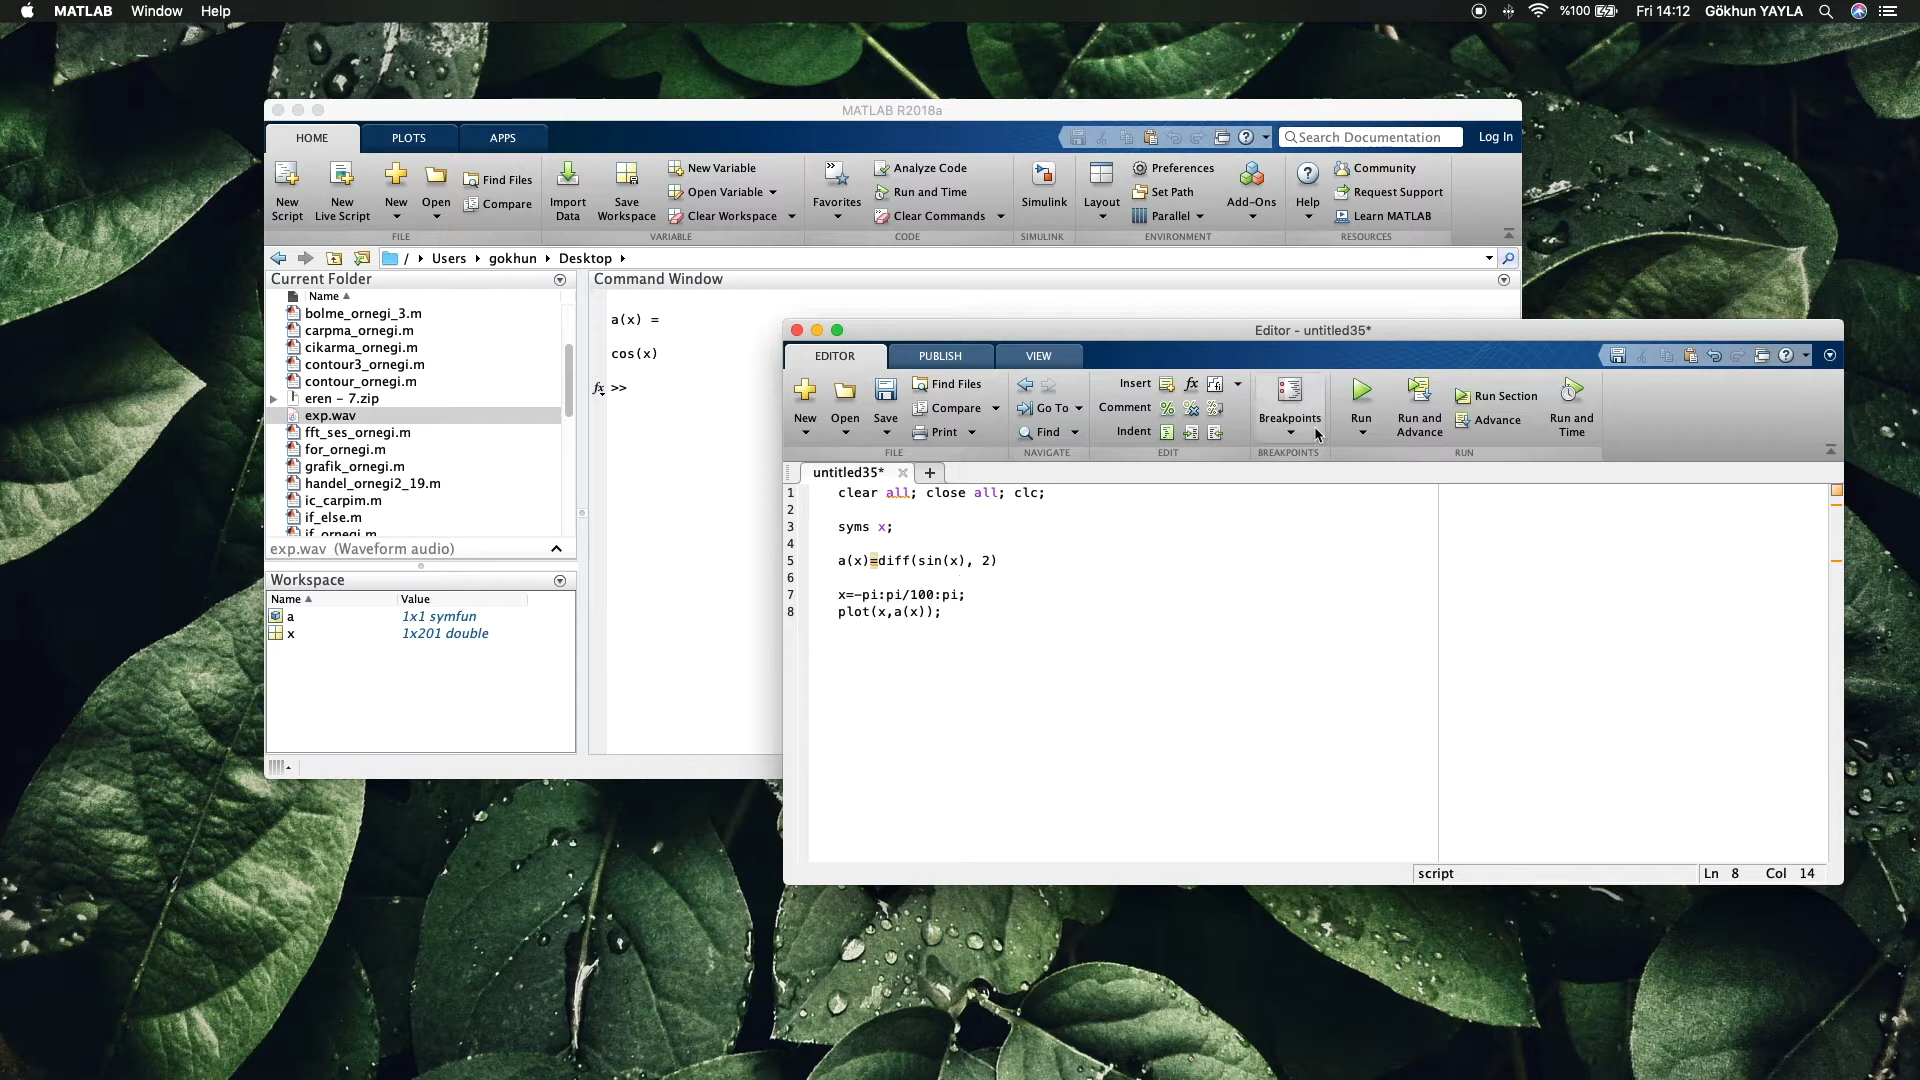 MATLAB Window Help
%100 Fri 14:12 Gökhun YAYLA
MATLAB R2018a
HOME PLOTS APPS
Search Documentation Log In
New Script
New Live Script
New
Open
Find Files
Compare
Import Data
Save Workspace
New Variable
Open Variable
Clear Workspace
Favorites
Analyze Code
Run and Time
Clear Commands
Simulink
Layout
Preferences
Set Path
Parallel
Add-Ons
Help
Community
Request Support
Learn MATLAB
FILE VARIABLE CODE SIMULINK ENVIRONMENT RESOURCES
/ Users gokhun Desktop
Current Folder
Name
bolme_ornegi_3.m
carpma_ornegi.m
cikarma_ornegi.m
contour3_ornegi.m
contour_ornegi.m
eren - 7.zip
exp.wav
fft_ses_ornegi.m
for_ornegi.m
grafik_ornegi.m
handel_ornegi2_19.m
ic_carpim.m
if_else.m
if_ornegi.m
exp.wav (Waveform audio)
Workspace
Name Value
a 1x1 symfun
x 1x201 double
Command Window
a(x) =
cos(x)
fx >>
Editor - untitled35*
EDITOR PUBLISH VIEW
New
Open
Save
Find Files
Compare
Print
Go To
Find
Insert fx
Comment
Indent
Breakpoints
Run
Run and Advance
Run Section
Advance
Run and Time
FILE NAVIGATE EDIT BREAKPOINTS RUN
untitled35* +
1 clear all; close all; clc;
2
3 syms x;
4
5 a(x)=diff(sin(x), 2)
6
7 x=-pi:pi/100:pi;
8 plot(x,a(x));
script Ln 8 Col 14